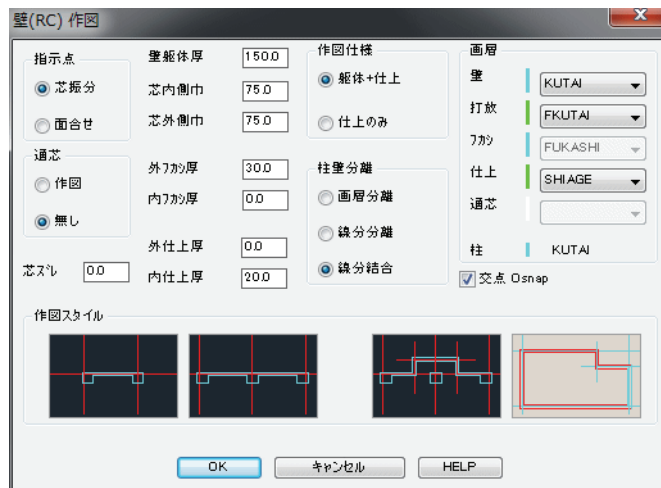 壁(RC) 作図
指示点
芯振分
面合せ
通芯
作図
無し
芯ズレ 0.0
壁躯体厚 150.0
芯内側巾 75.0
芯外側巾 75.0
外フカシ厚 30.0
内フカシ厚 0.0
外仕上厚 0.0
内仕上厚 20.0
作図仕様
躯体+仕上
仕上のみ
柱壁分離
画層分離
線分分離
線分結合
画層
壁 KUTAI
打放 FKUTAI
フカシ FUKASHI
仕上 SHIAGE
通芯
柱 KUTAI
交点 Osnap
作図スタイル
OK キャンセル HELP